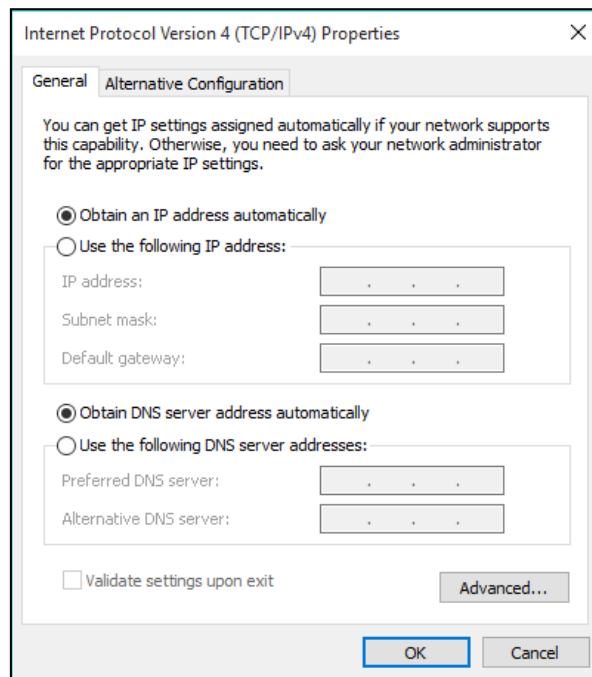 Internet Protocol Version 4 (TCP/IPv4) Properties
General
Alternative Configuration
You can get IP settings assigned automatically if your network supports
this capability. Otherwise, you need to ask your network administrator
for the appropriate IP settings.
Obtain an IP address automatically
Use the following IP address:
IP address:
Subnet mask:
Default gateway:
Obtain DNS server address automatically
Use the following DNS server addresses:
Preferred DNS server:
Alternative DNS server:
Validate settings upon exit
Advanced...
OK
Cancel